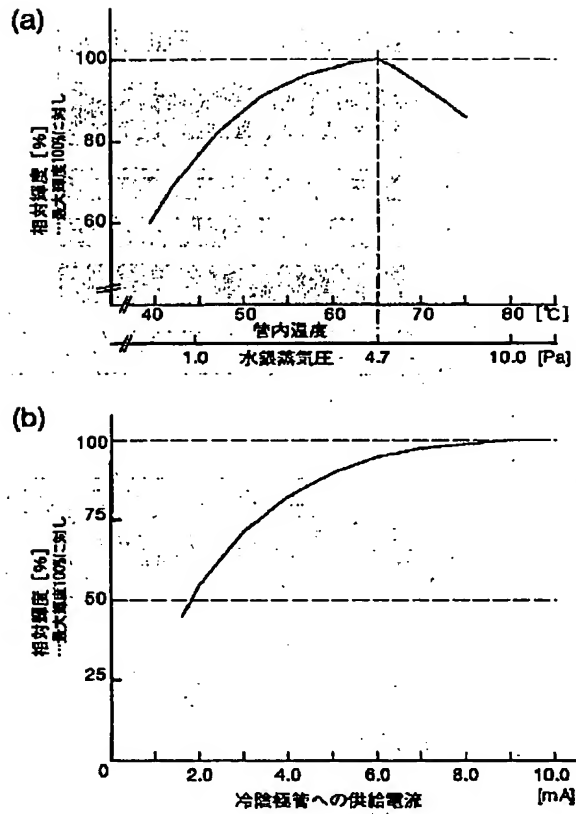 (a)
相対輝度 [%]
…最大輝度100%に対し
100
80
60
40 50 60 70 80 [℃]
管内温度
1.0 水銀蒸気圧 4.7 10.0 [Pa]
(b)
相対輝度 [%]
…最大輝度100%に対し
100
75
50
25
0 2.0 4.0 6.0 8.0 10.0
[mA]
冷陰極管への供給電流